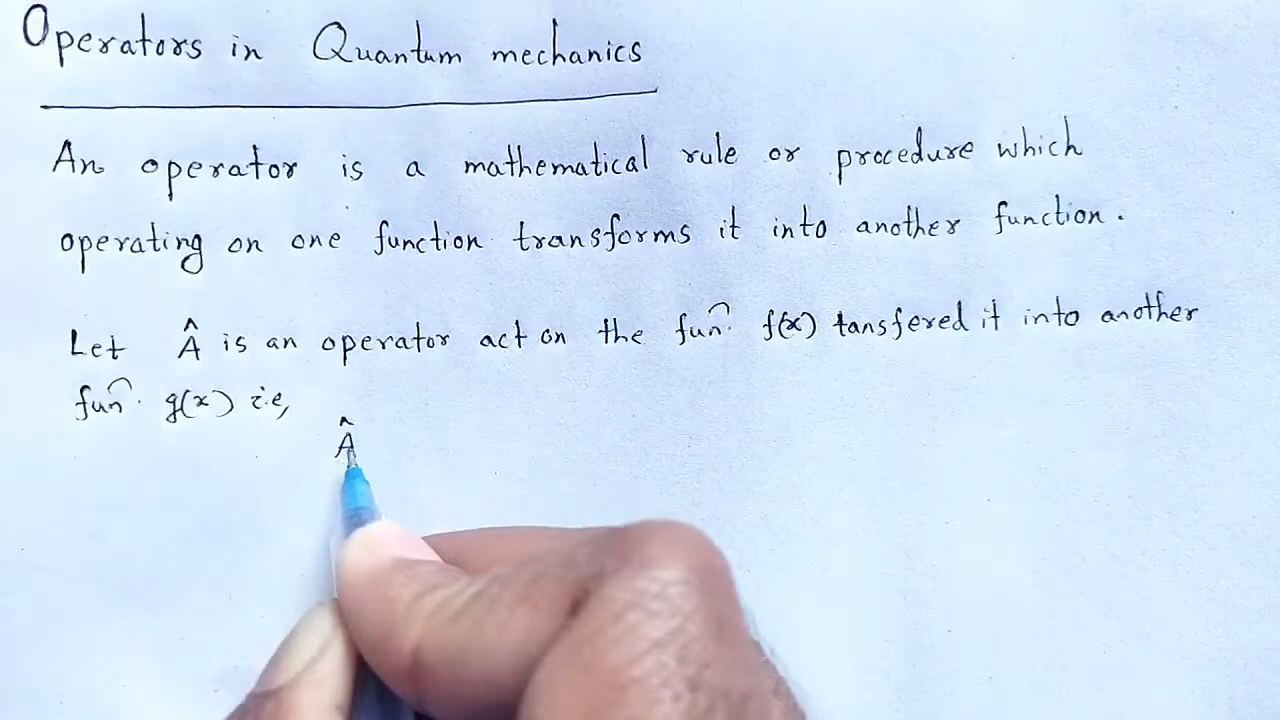 Operators in Quantum mechanics
An operator is a mathematical rule or procedure which
operating on one function transforms it into another function.
Let Â is an operator act on the fun. f(x) tansfered it into another
fun. g(x) i.e,
Â